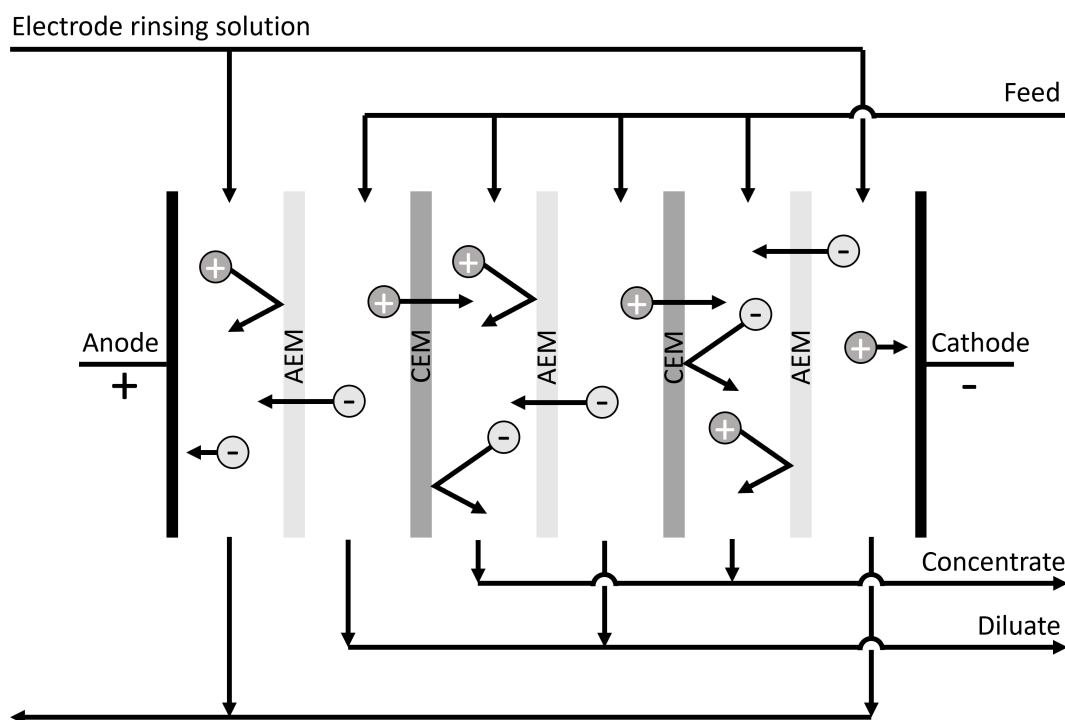 Electrode rinsing solution
Feed
+
-
+
+
+
-
-
Anode
+
AEM
CEM
AEM
CEM
AEM
+
Cathode
-
-
-
+
-
-
Concentrate
Diluate